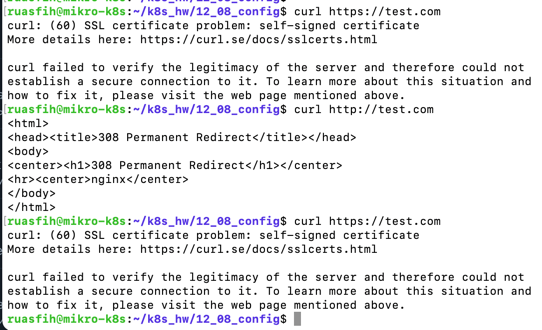 ruasfih@mikro-k8s:~/k8s_hw/12_08_config$ curl https://test.com
curl: (60) SSL certificate problem: self-signed certificate
More details here: https://curl.se/docs/sslcerts.html

curl failed to verify the legitimacy of the server and therefore could not
establish a secure connection to it. To learn more about this situation and
how to fix it, please visit the web page mentioned above.
[ruasfih@mikro-k8s:~/k8s_hw/12_08_config$ curl http://test.com
<html>
<head><title>308 Permanent Redirect</title></head>
<body>
<center><h1>308 Permanent Redirect</h1></center>
<hr><center>nginx</center>
</body>
</html>
[ruasfih@mikro-k8s:~/k8s_hw/12_08_config$ curl https://test.com
curl: (60) SSL certificate problem: self-signed certificate
More details here: https://curl.se/docs/sslcerts.html

curl failed to verify the legitimacy of the server and therefore could not
establish a secure connection to it. To learn more about this situation and
how to fix it, please visit the web page mentioned above.
ruasfih@mikro-k8s:~/k8s_hw/12_08_config$